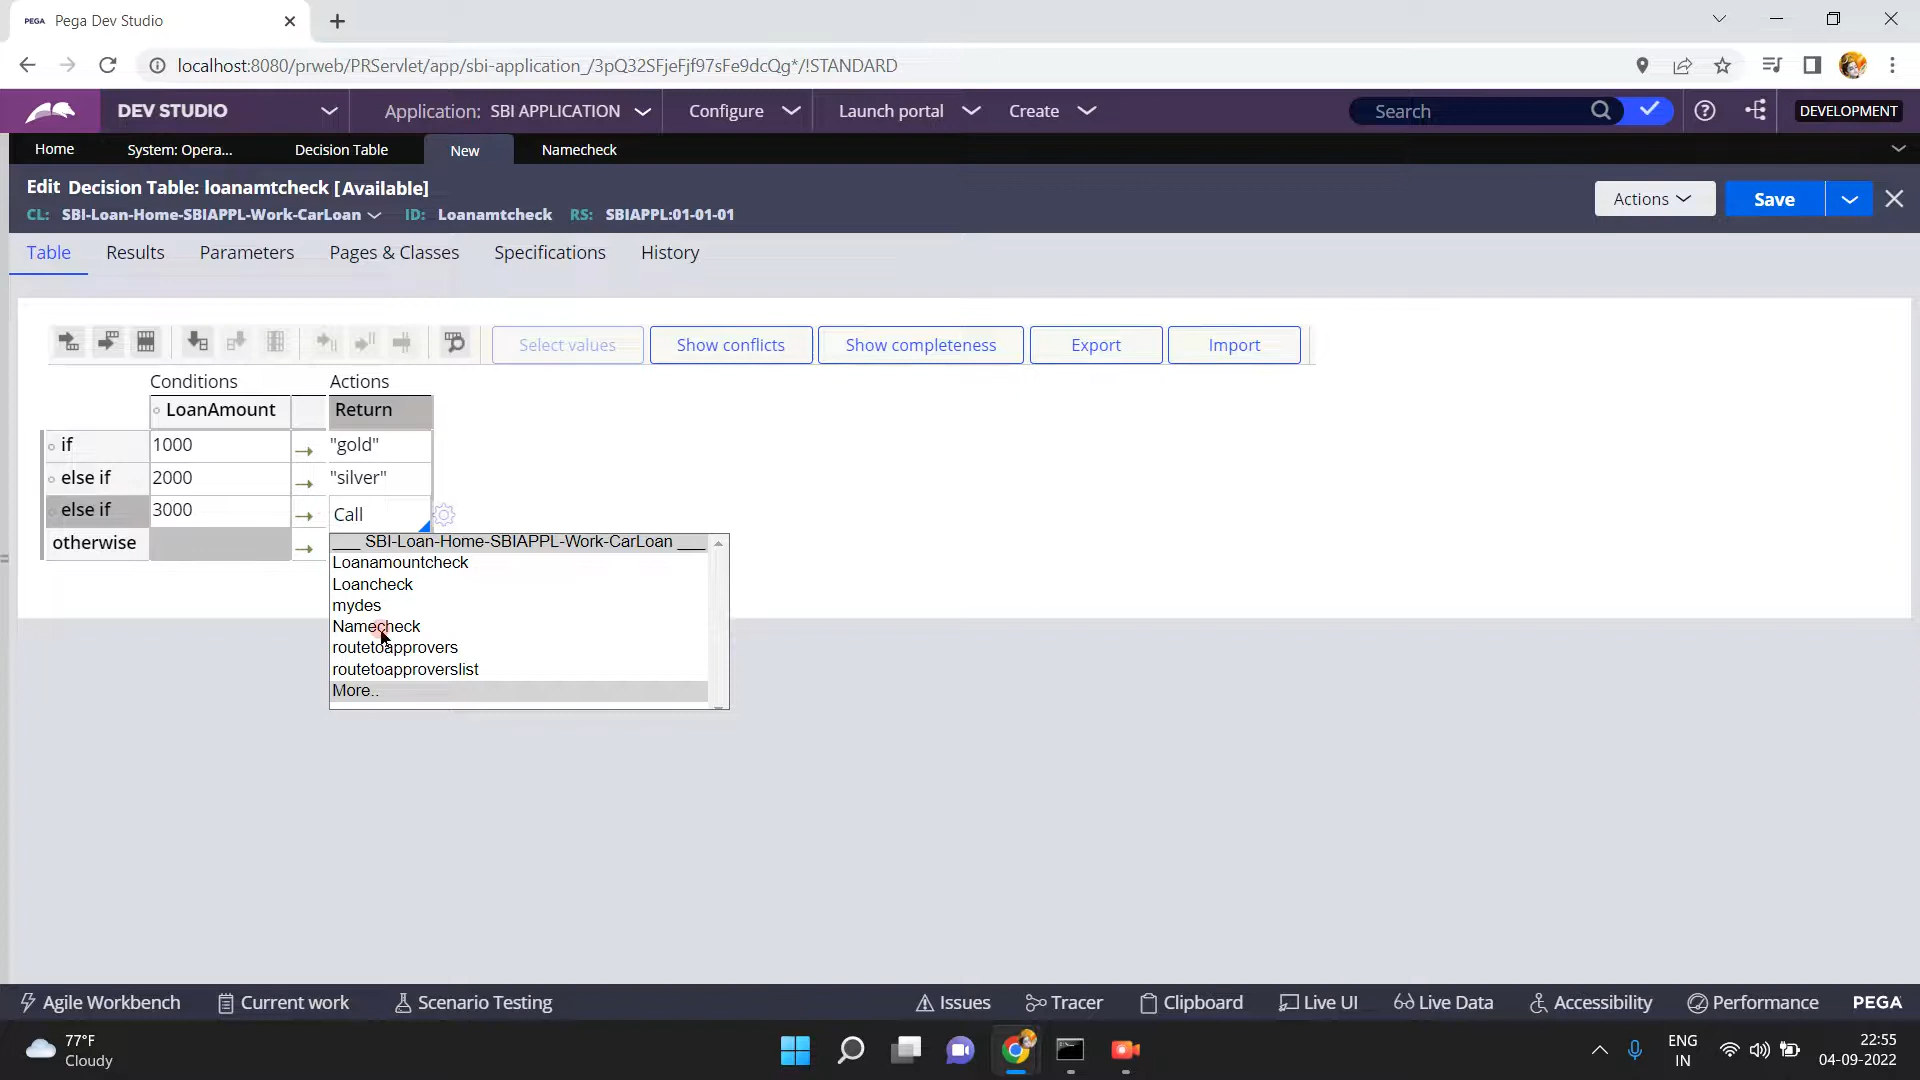 PEGA Pega Dev Studio
localhost:8080/prweb/PRServlet/app/sbi-application_/3pQ32SFjeFjf97sFe9dcQg*/!STANDARD
DEV STUDIO Application: SBI APPLICATION Configure Launch portal Create Search DEVELOPMENT
Home System: Opera... Decision Table New Namecheck
Edit Decision Table: loanamtcheck [Available]
CL: SBI-Loan-Home-SBIAPPL-Work-CarLoan ID: Loanamtcheck RS: SBIAPPL:01-01-01
Actions Save
Table Results Parameters Pages & Classes Specifications History
Select values Show conflicts Show completeness Export Import
Conditions Actions
LoanAmount Return
if 1000 "gold"
else if 2000 "silver"
else if 3000 Call
otherwise
___ SBI-Loan-Home-SBIAPPL-Work-CarLoan ___
Loanamountcheck
Loancheck
mydes
Namecheck
routetoapprovers
routetoapproverslist
More..
Agile Workbench Current work Scenario Testing Issues Tracer Clipboard Live UI Live Data Accessibility Performance PEGA
77°F
Cloudy
ENG
IN
22:55
04-09-2022